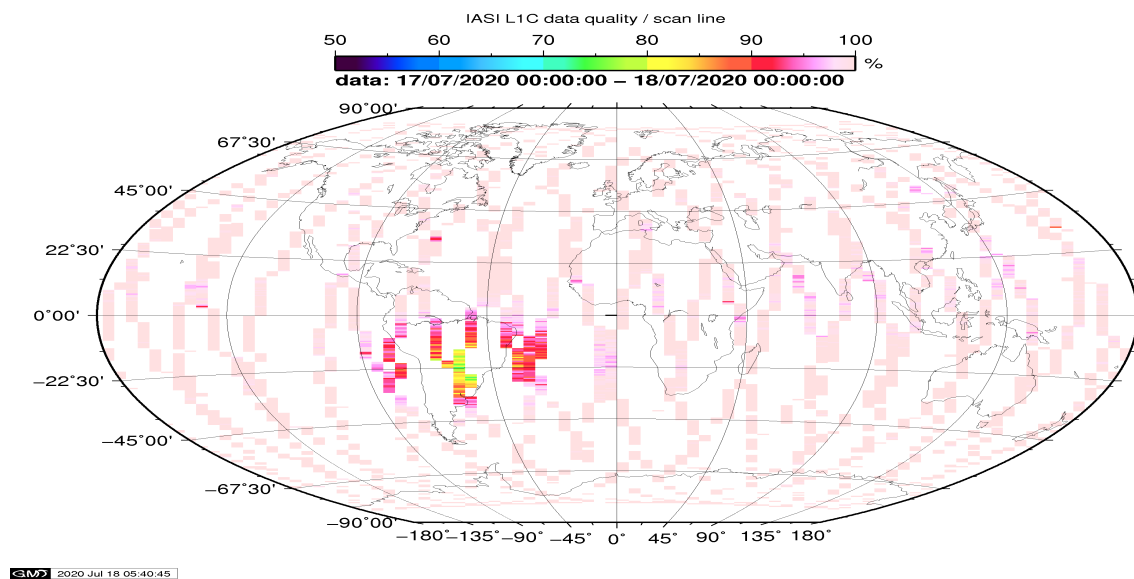 IASI L1C data quality / scan line
50 60 70 80 90 100
%
data: 17/07/2020 00:00:00 – 18/07/2020 00:00:00
90°00'
67°30'
45°00'
22°30'
0°00'
−22°30'
−45°00'
−67°30'
−90°00'
−180° −135° −90° −45° 0° 45° 90° 135° 180°
GMT 2020 Jul 18 05:40:45